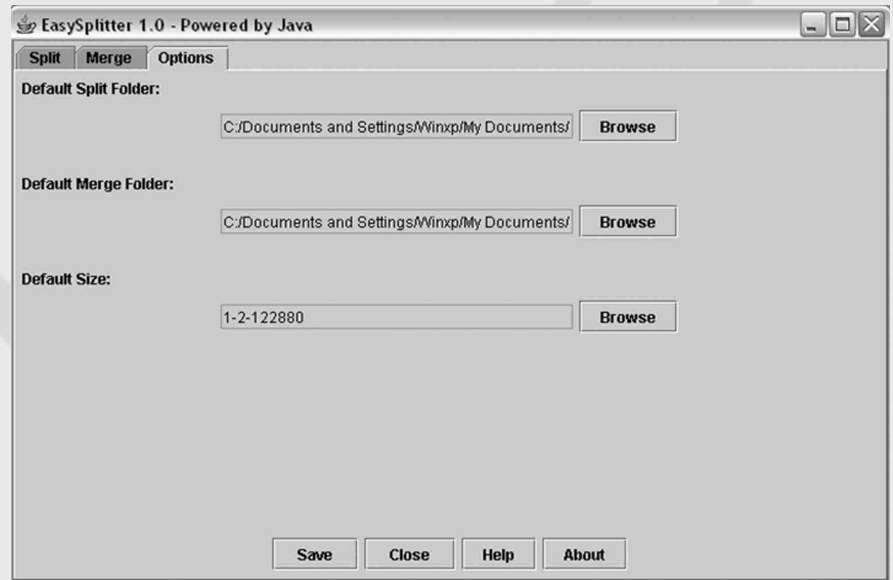 EasySplitter 1.0 - Powered by Java
Split Merge Options
Default Split Folder:
C:/Documents and Settings/Winxp/My Documents/ Browse
Default Merge Folder:
C:/Documents and Settings/Winxp/My Documents/ Browse
Default Size:
1-2-122880 Browse
Save Close Help About